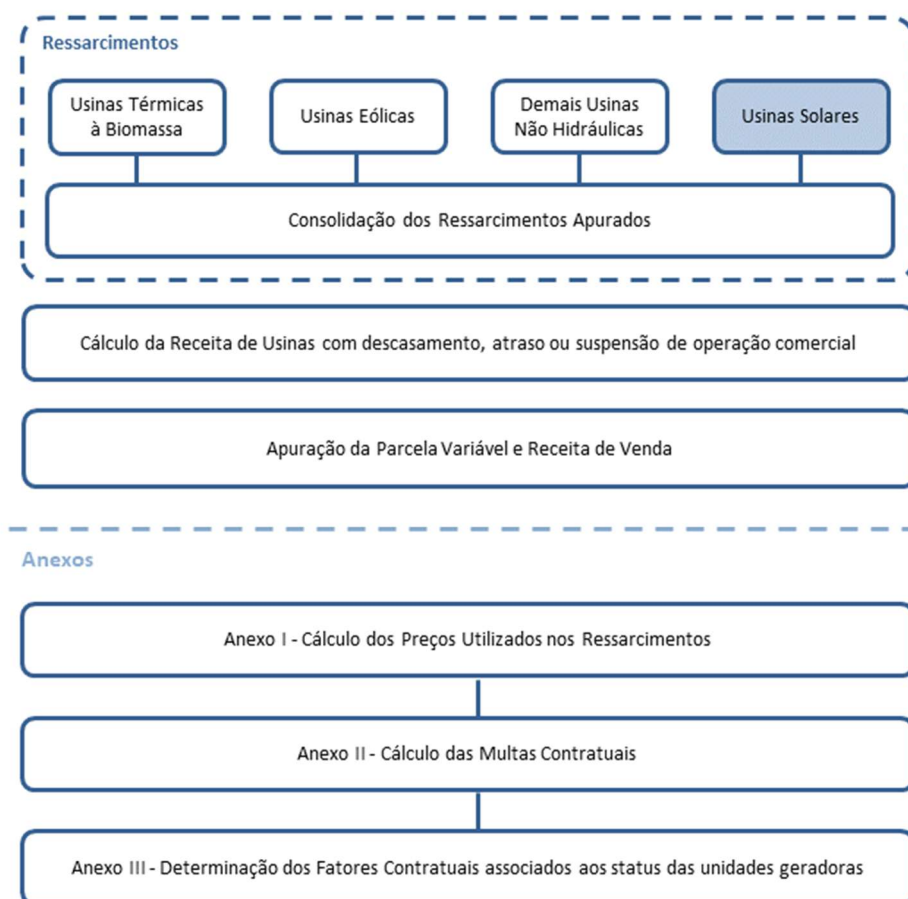 Ressarcimentos
Usinas Térmicas
à Biomassa
Usinas Eólicas
Demais Usinas
Não Hidráulicas
Usinas Solares
Consolidação dos Ressarcimentos Apurados
Cálculo da Receita de Usinas com descasamento, atraso ou suspensão de operação comercial
Apuração da Parcela Variável e Receita de Venda
Anexos
Anexo I - Cálculo dos Preços Utilizados nos Ressarcimentos
Anexo II - Cálculo das Multas Contratuais
Anexo III - Determinação dos Fatores Contratuais associados aos status das unidades geradoras